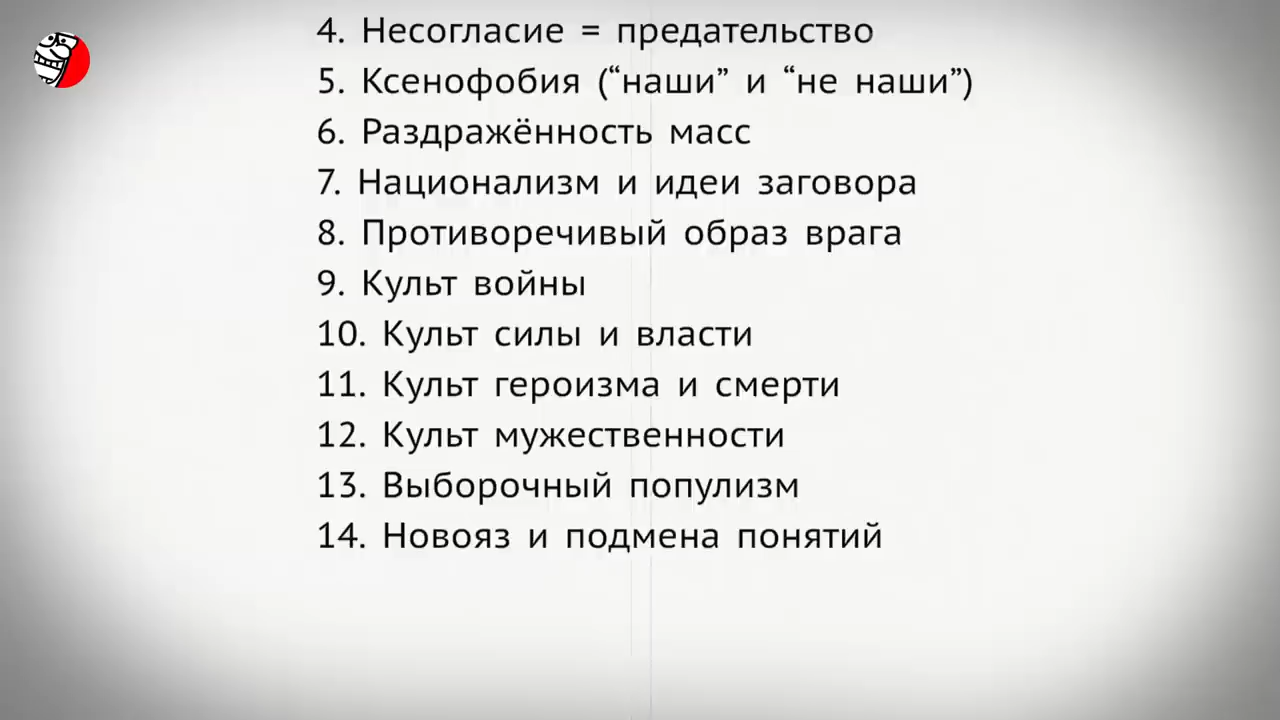 4. Несогласие = предательство
5. Ксенофобия (“наши” и “не наши”)
6. Раздражённость масс
7. Национализм и идеи заговора
8. Противоречивый образ врага
9. Культ войны
10. Культ силы и власти
11. Культ героизма и смерти
12. Культ мужественности
13. Выборочный популизм
14. Новояз и подмена понятий